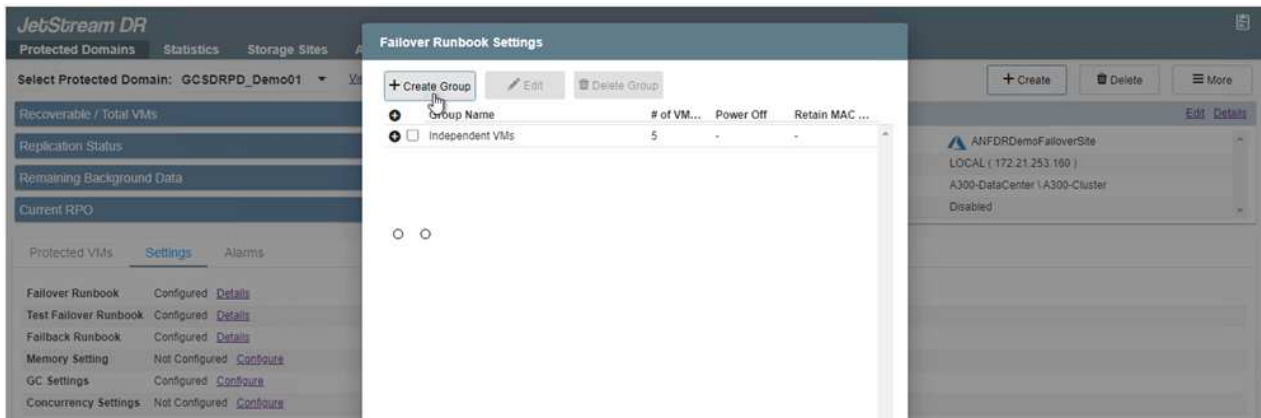 JetStream DR
Protected Domains Statistics Storage Sites A
Select Protected Domain: GCSDRPD_Demo01
+ Create Delete More
Recoverable / Total VMs
Edit Details
Replication Status
Remaining Background Data
Current RPO
ANFDRDemoFailoverSite
LOCAL ( 172.21.253.160 )
A300-DataCenter \ A300-Cluster
Disabled
Protected VMs Settings Alarms
Failover Runbook Configured Details
Test Failover Runbook Configured Details
Failback Runbook Configured Details
Memory Setting Not Configured Configure
GC Settings Configured Configure
Concurrency Settings Not Configured Configure
Failover Runbook Settings
+ Create Group Edit Delete Group
Group Name # of VM... Power Off Retain MAC ...
Independent VMs 5 - -